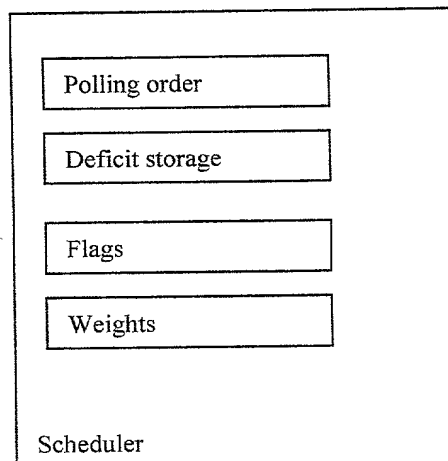 Polling order
Deficit storage
Flags
Weights
Scheduler